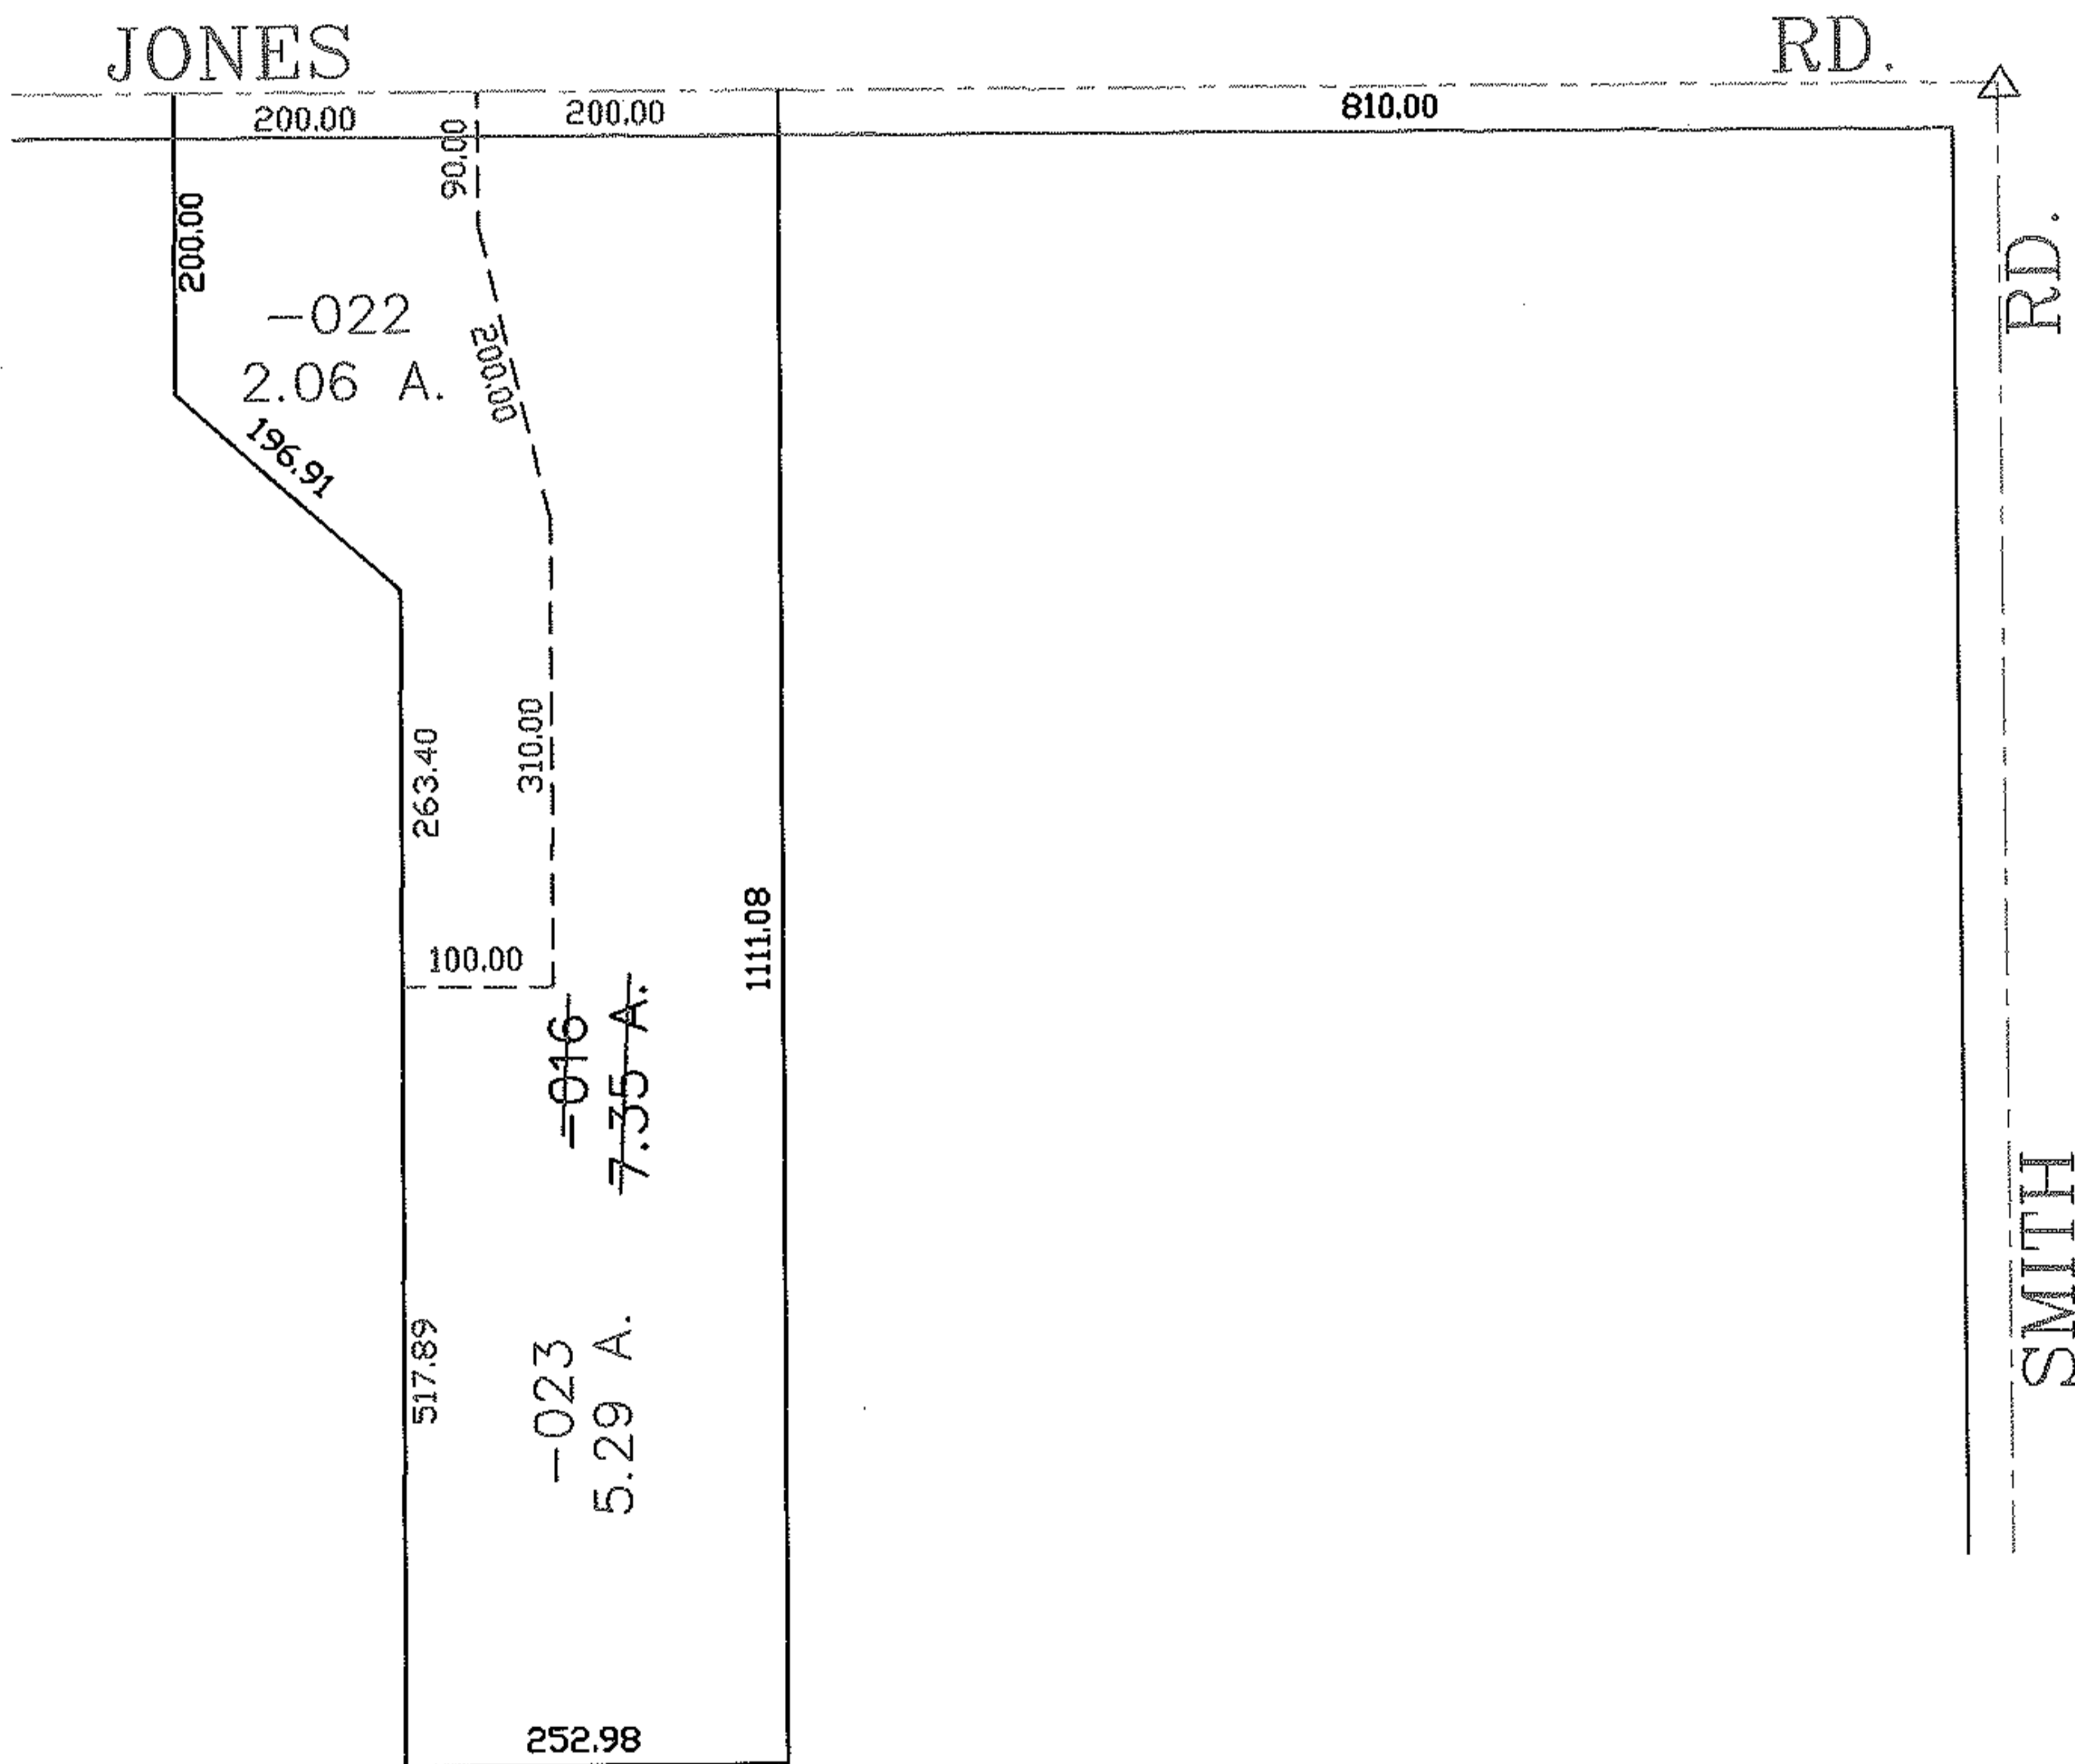 JONES RD.
200.00 200.00 810.00
90.00
200.00
RD.
-022
2.06 A.
200.00
196.91
310.00
263.40
1111.08
100.00
-016
7.35 A.
SMITH
517.89
-023
5.29 A.
252.98